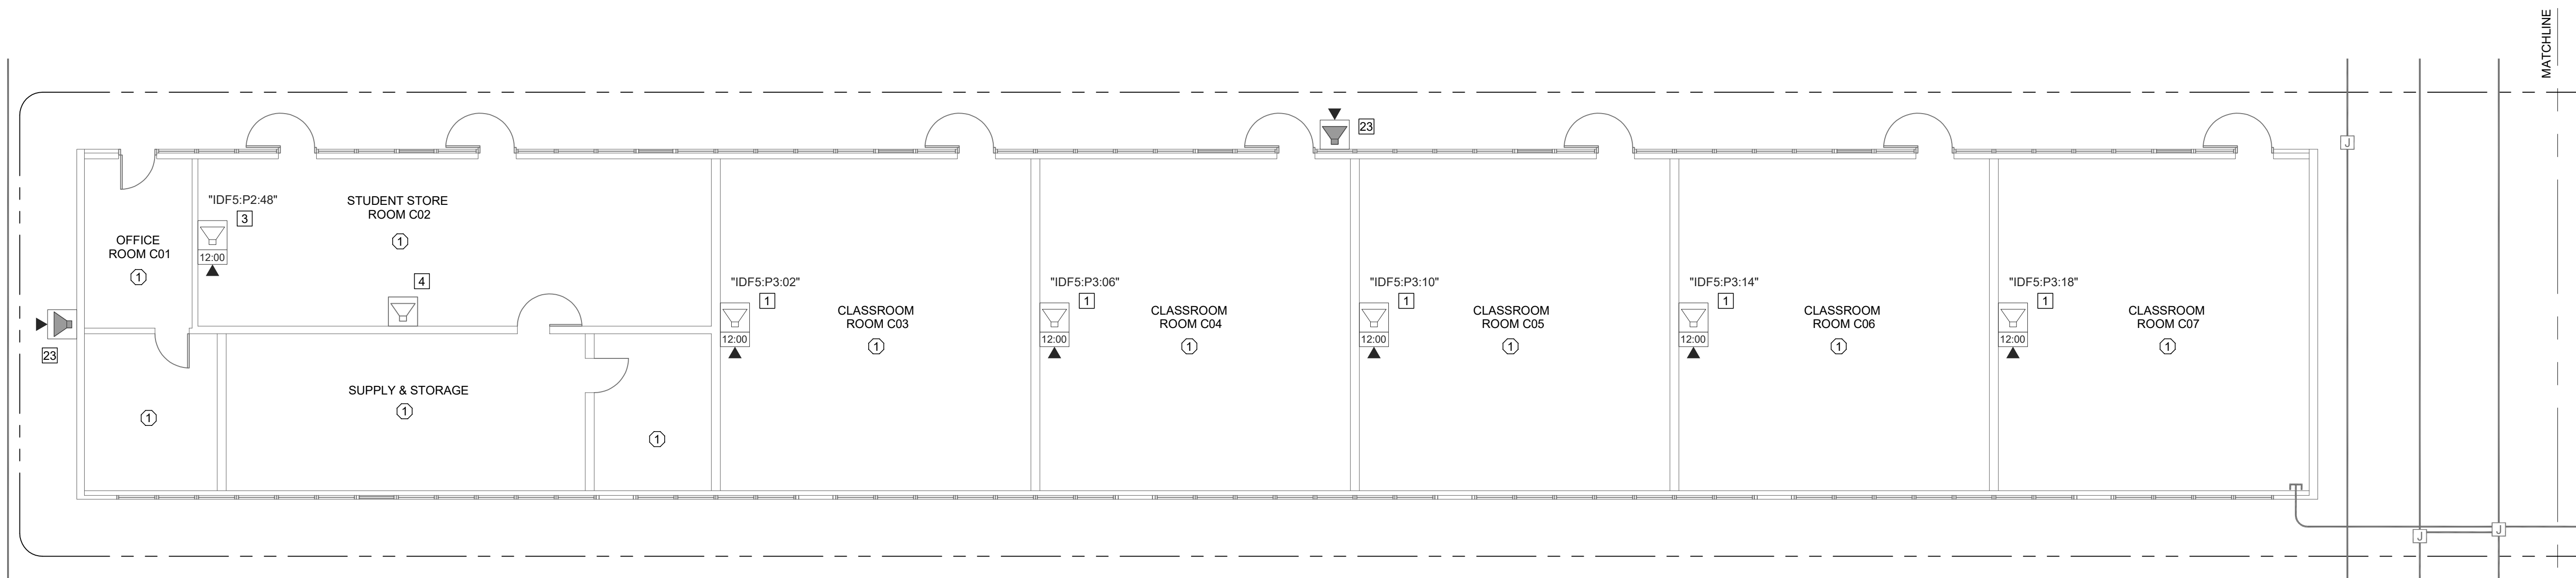 MATCHLINE
23
"IDF5:P2:48"
3
12:00
STUDENT STORE
ROOM C02
1
OFFICE
ROOM C01
1
4
23
1
SUPPLY & STORAGE
1
1
"IDF5:P3:02"
1
12:00
CLASSROOM
ROOM C03
1
"IDF5:P3:06"
1
12:00
CLASSROOM
ROOM C04
1
"IDF5:P3:10"
1
12:00
CLASSROOM
ROOM C05
1
"IDF5:P3:14"
1
12:00
CLASSROOM
ROOM C06
1
"IDF5:P3:18"
1
12:00
CLASSROOM
ROOM C07
1
J
J
J